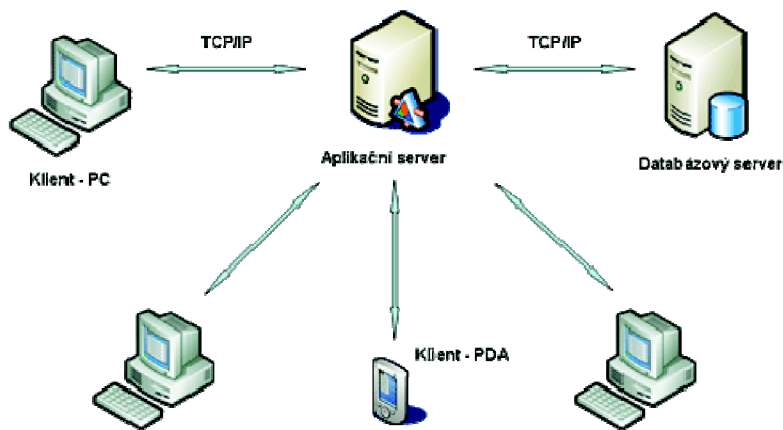 TCP/IP
TCP/IP
Aplikační server
Databázový server
Klient - PC
Klient - PDA